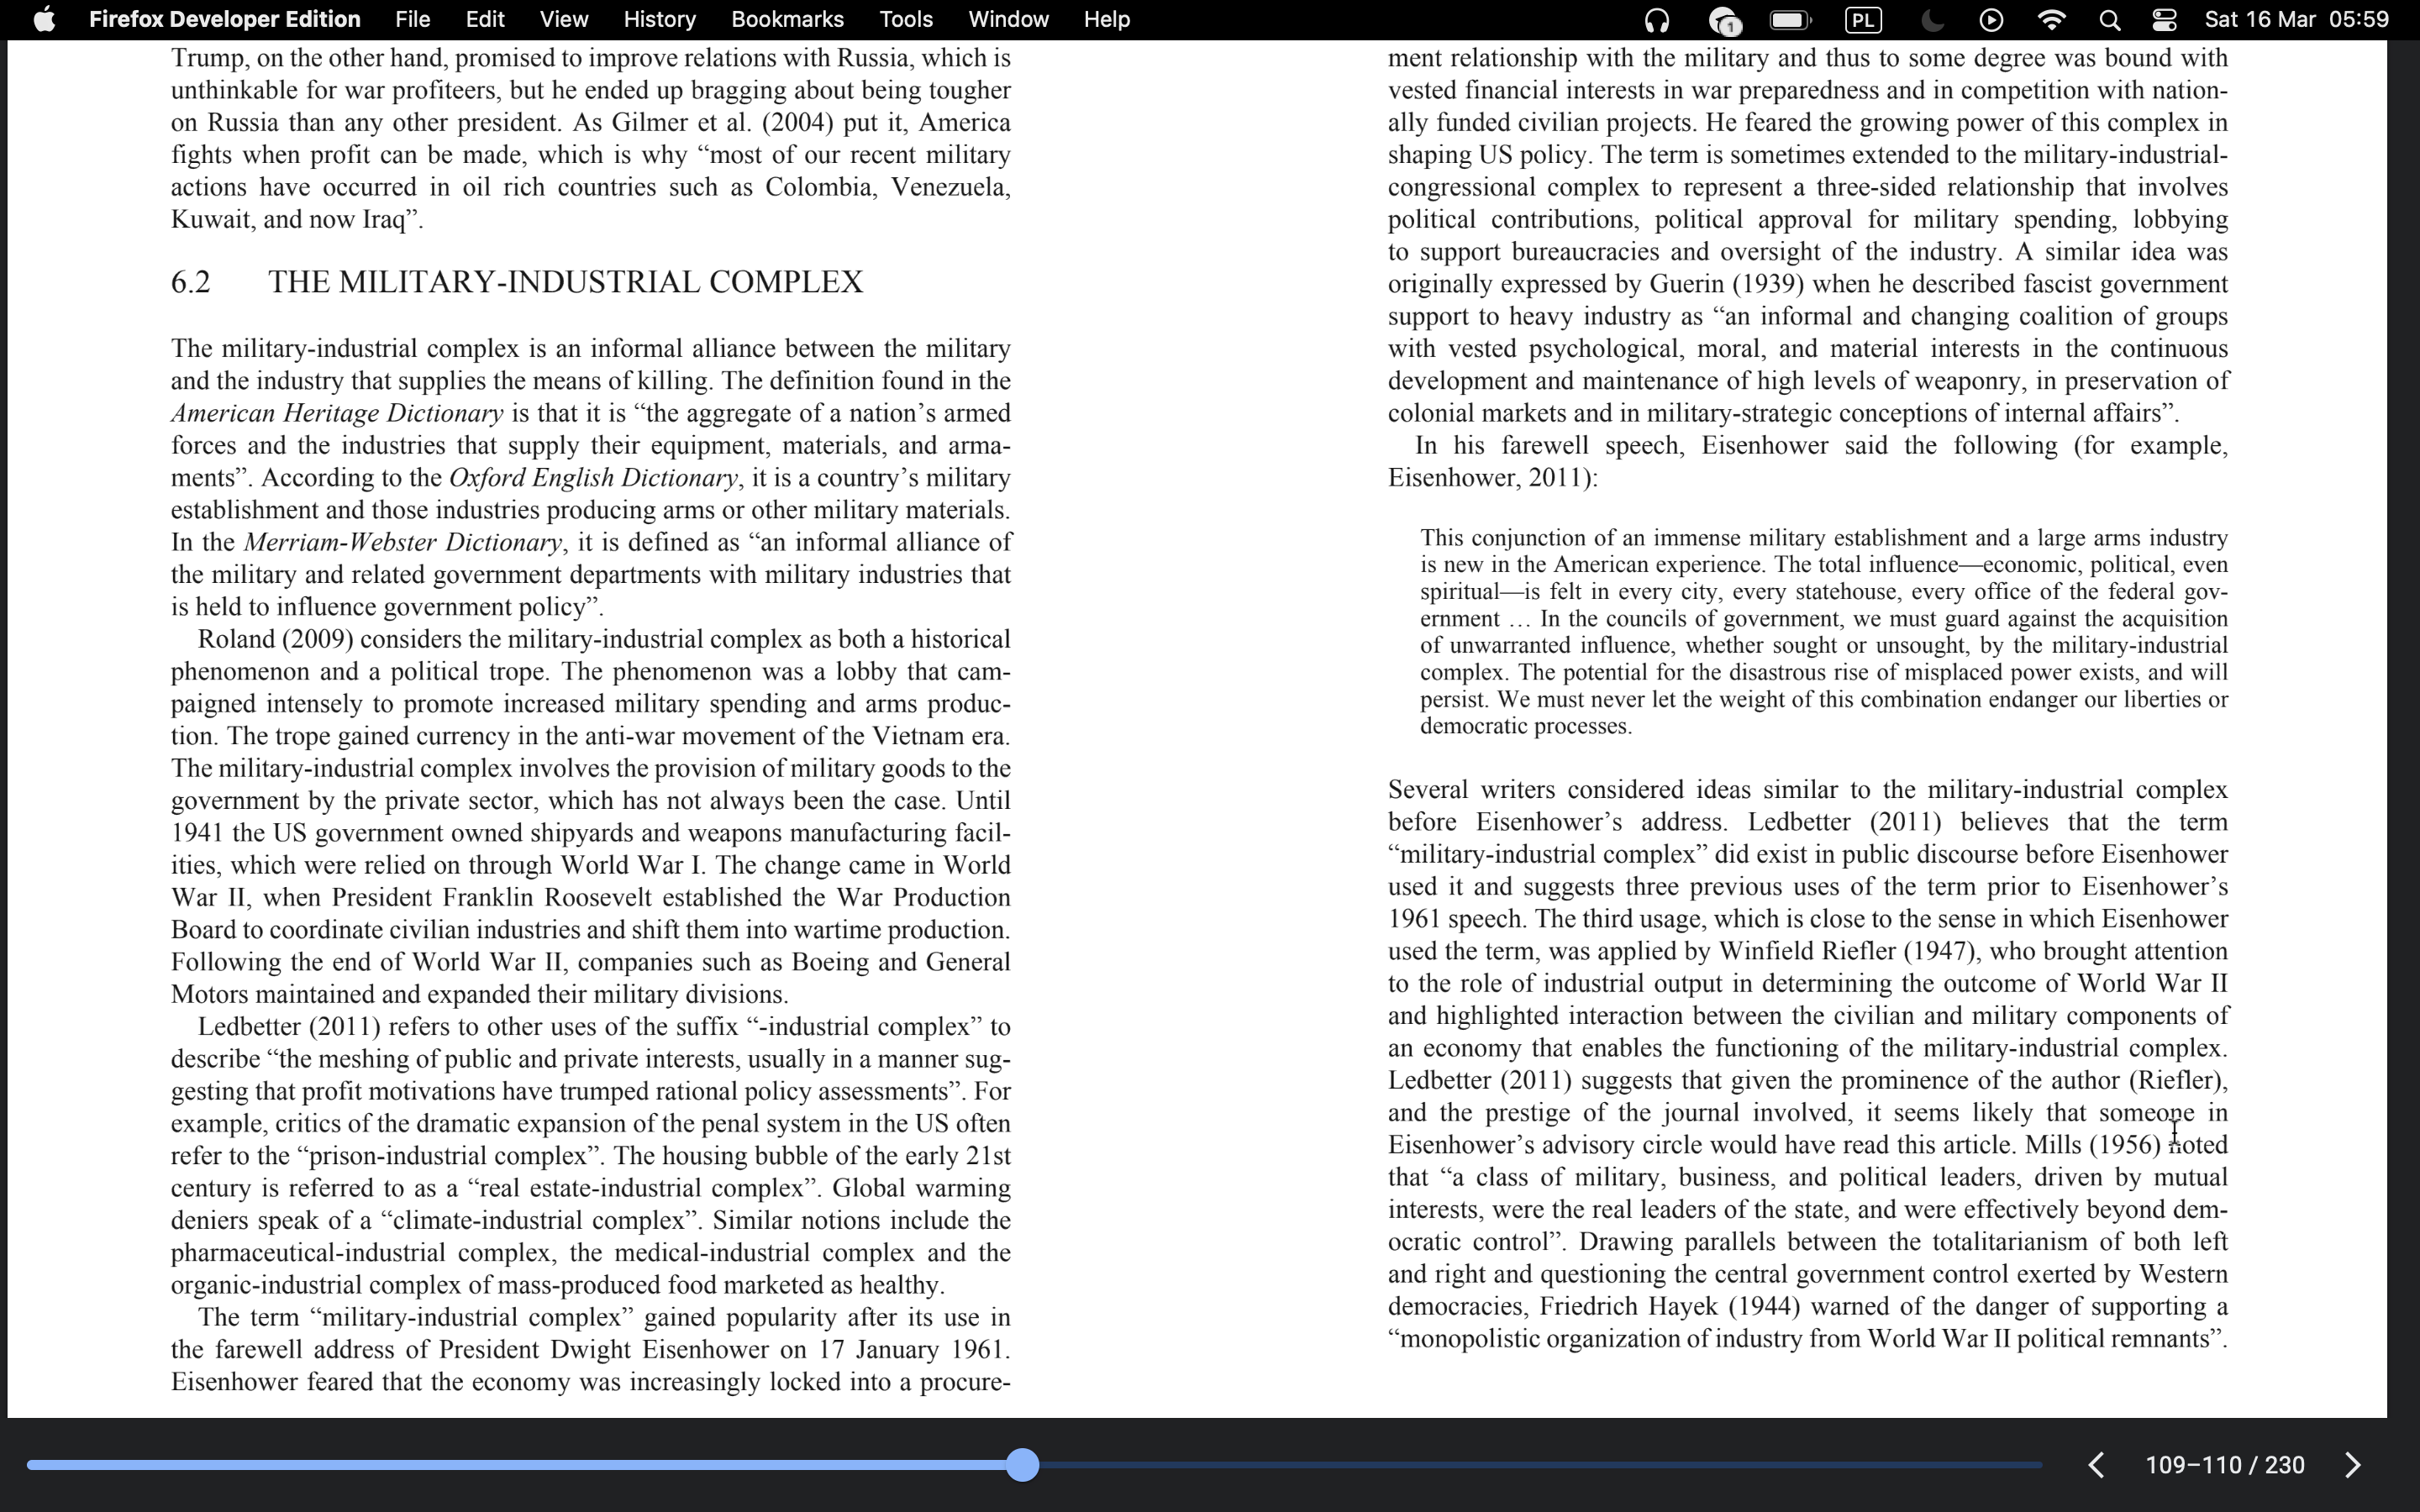 Firefox Developer Edition File Edit View History Bookmarks Tools Window Help 1 PL Sat 16 Mar 05:59
Trump, on the other hand, promised to improve relations with Russia, which is
unthinkable for war profiteers, but he ended up bragging about being tougher
on Russia than any other president. As Gilmer et al. (2004) put it, America
fights when profit can be made, which is why “most of our recent military
actions have occurred in oil rich countries such as Colombia, Venezuela,
Kuwait, and now Iraq”.
6.2 THE MILITARY-INDUSTRIAL COMPLEX
The military-industrial complex is an informal alliance between the military
and the industry that supplies the means of killing. The definition found in the
American Heritage Dictionary is that it is “the aggregate of a nation’s armed
forces and the industries that supply their equipment, materials, and arma-
ments”. According to the Oxford English Dictionary, it is a country’s military
establishment and those industries producing arms or other military materials.
In the Merriam-Webster Dictionary, it is defined as “an informal alliance of
the military and related government departments with military industries that
is held to influence government policy”.
Roland (2009) considers the military-industrial complex as both a historical
phenomenon and a political trope. The phenomenon was a lobby that cam-
paigned intensely to promote increased military spending and arms produc-
tion. The trope gained currency in the anti-war movement of the Vietnam era.
The military-industrial complex involves the provision of military goods to the
government by the private sector, which has not always been the case. Until
1941 the US government owned shipyards and weapons manufacturing facil-
ities, which were relied on through World War I. The change came in World
War II, when President Franklin Roosevelt established the War Production
Board to coordinate civilian industries and shift them into wartime production.
Following the end of World War II, companies such as Boeing and General
Motors maintained and expanded their military divisions.
Ledbetter (2011) refers to other uses of the suffix “-industrial complex” to
describe “the meshing of public and private interests, usually in a manner sug-
gesting that profit motivations have trumped rational policy assessments”. For
example, critics of the dramatic expansion of the penal system in the US often
refer to the “prison-industrial complex”. The housing bubble of the early 21st
century is referred to as a “real estate-industrial complex”. Global warming
deniers speak of a “climate-industrial complex”. Similar notions include the
pharmaceutical-industrial complex, the medical-industrial complex and the
organic-industrial complex of mass-produced food marketed as healthy.
The term “military-industrial complex” gained popularity after its use in
the farewell address of President Dwight Eisenhower on 17 January 1961.
Eisenhower feared that the economy was increasingly locked into a procure-
ment relationship with the military and thus to some degree was bound with
vested financial interests in war preparedness and in competition with nation-
ally funded civilian projects. He feared the growing power of this complex in
shaping US policy. The term is sometimes extended to the military-industrial-
congressional complex to represent a three-sided relationship that involves
political contributions, political approval for military spending, lobbying
to support bureaucracies and oversight of the industry. A similar idea was
originally expressed by Guerin (1939) when he described fascist government
support to heavy industry as “an informal and changing coalition of groups
with vested psychological, moral, and material interests in the continuous
development and maintenance of high levels of weaponry, in preservation of
colonial markets and in military-strategic conceptions of internal affairs”.
In his farewell speech, Eisenhower said the following (for example,
Eisenhower, 2011):
This conjunction of an immense military establishment and a large arms industry
is new in the American experience. The total influence—economic, political, even
spiritual—is felt in every city, every statehouse, every office of the federal gov-
ernment … In the councils of government, we must guard against the acquisition
of unwarranted influence, whether sought or unsought, by the military-industrial
complex. The potential for the disastrous rise of misplaced power exists, and will
persist. We must never let the weight of this combination endanger our liberties or
democratic processes.
Several writers considered ideas similar to the military-industrial complex
before Eisenhower’s address. Ledbetter (2011) believes that the term
“military-industrial complex” did exist in public discourse before Eisenhower
used it and suggests three previous uses of the term prior to Eisenhower’s
1961 speech. The third usage, which is close to the sense in which Eisenhower
used the term, was applied by Winfield Riefler (1947), who brought attention
to the role of industrial output in determining the outcome of World War II
and highlighted interaction between the civilian and military components of
an economy that enables the functioning of the military-industrial complex.
Ledbetter (2011) suggests that given the prominence of the author (Riefler),
and the prestige of the journal involved, it seems likely that someone in
Eisenhower’s advisory circle would have read this article. Mills (1956) noted
that “a class of military, business, and political leaders, driven by mutual
interests, were the real leaders of the state, and were effectively beyond dem-
ocratic control”. Drawing parallels between the totalitarianism of both left
and right and questioning the central government control exerted by Western
democracies, Friedrich Hayek (1944) warned of the danger of supporting a
“monopolistic organization of industry from World War II political remnants”.
109–110 / 230